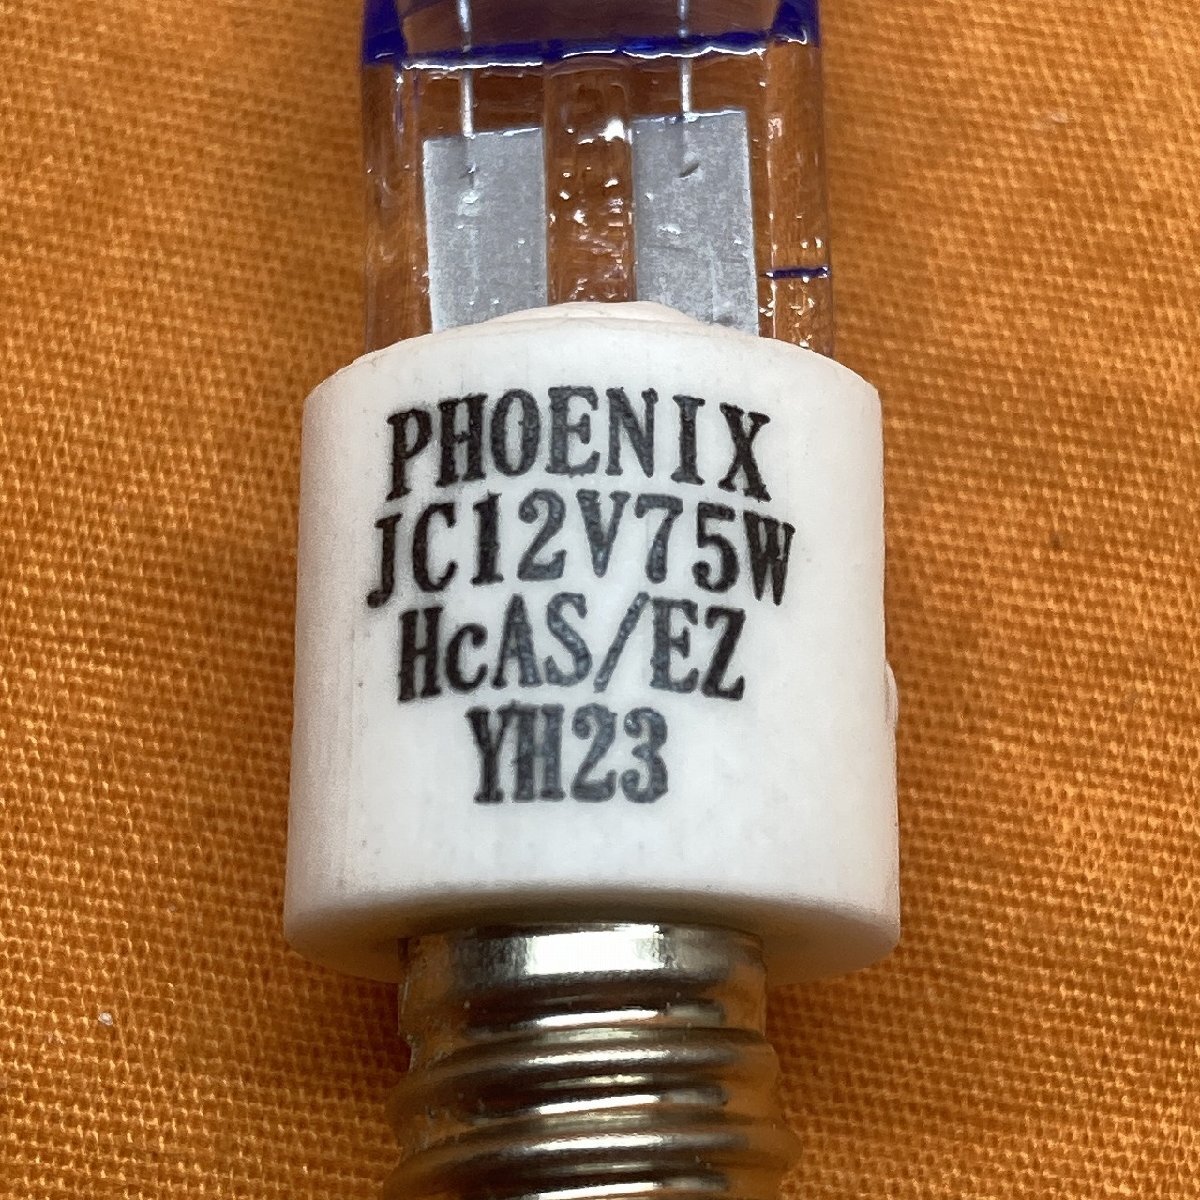 PHOENIX
JC12V75W
HcAS/EZ
YH23